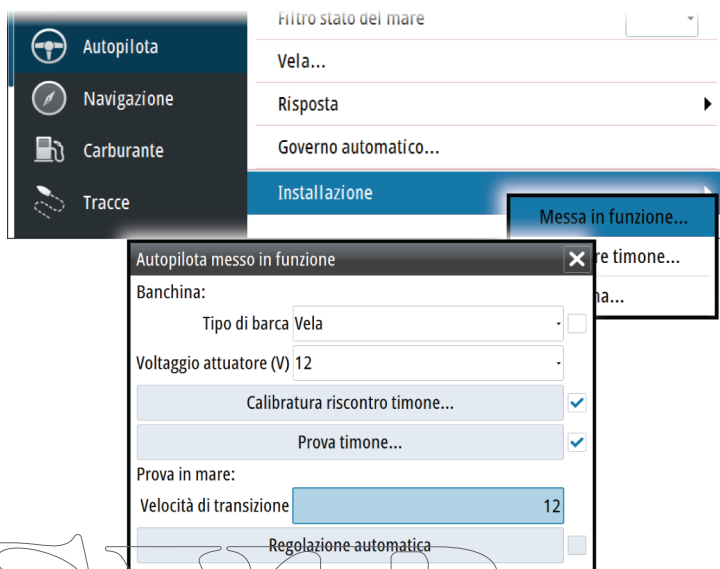 Filtro stato del mare
Autopilota
Vela...
Navigazione
Risposta
Carburante
Governo automatico...
Tracce
Installazione
Messa in funzione...
re timone...
na...
Autopilota messo in funzione
Banchina:
Tipo di barca Vela
Voltaggio attuatore (V) 12
Calibratura riscontro timone...
Prova timone...
Prova in mare:
Velocità di transizione 12
Regolazione automatica